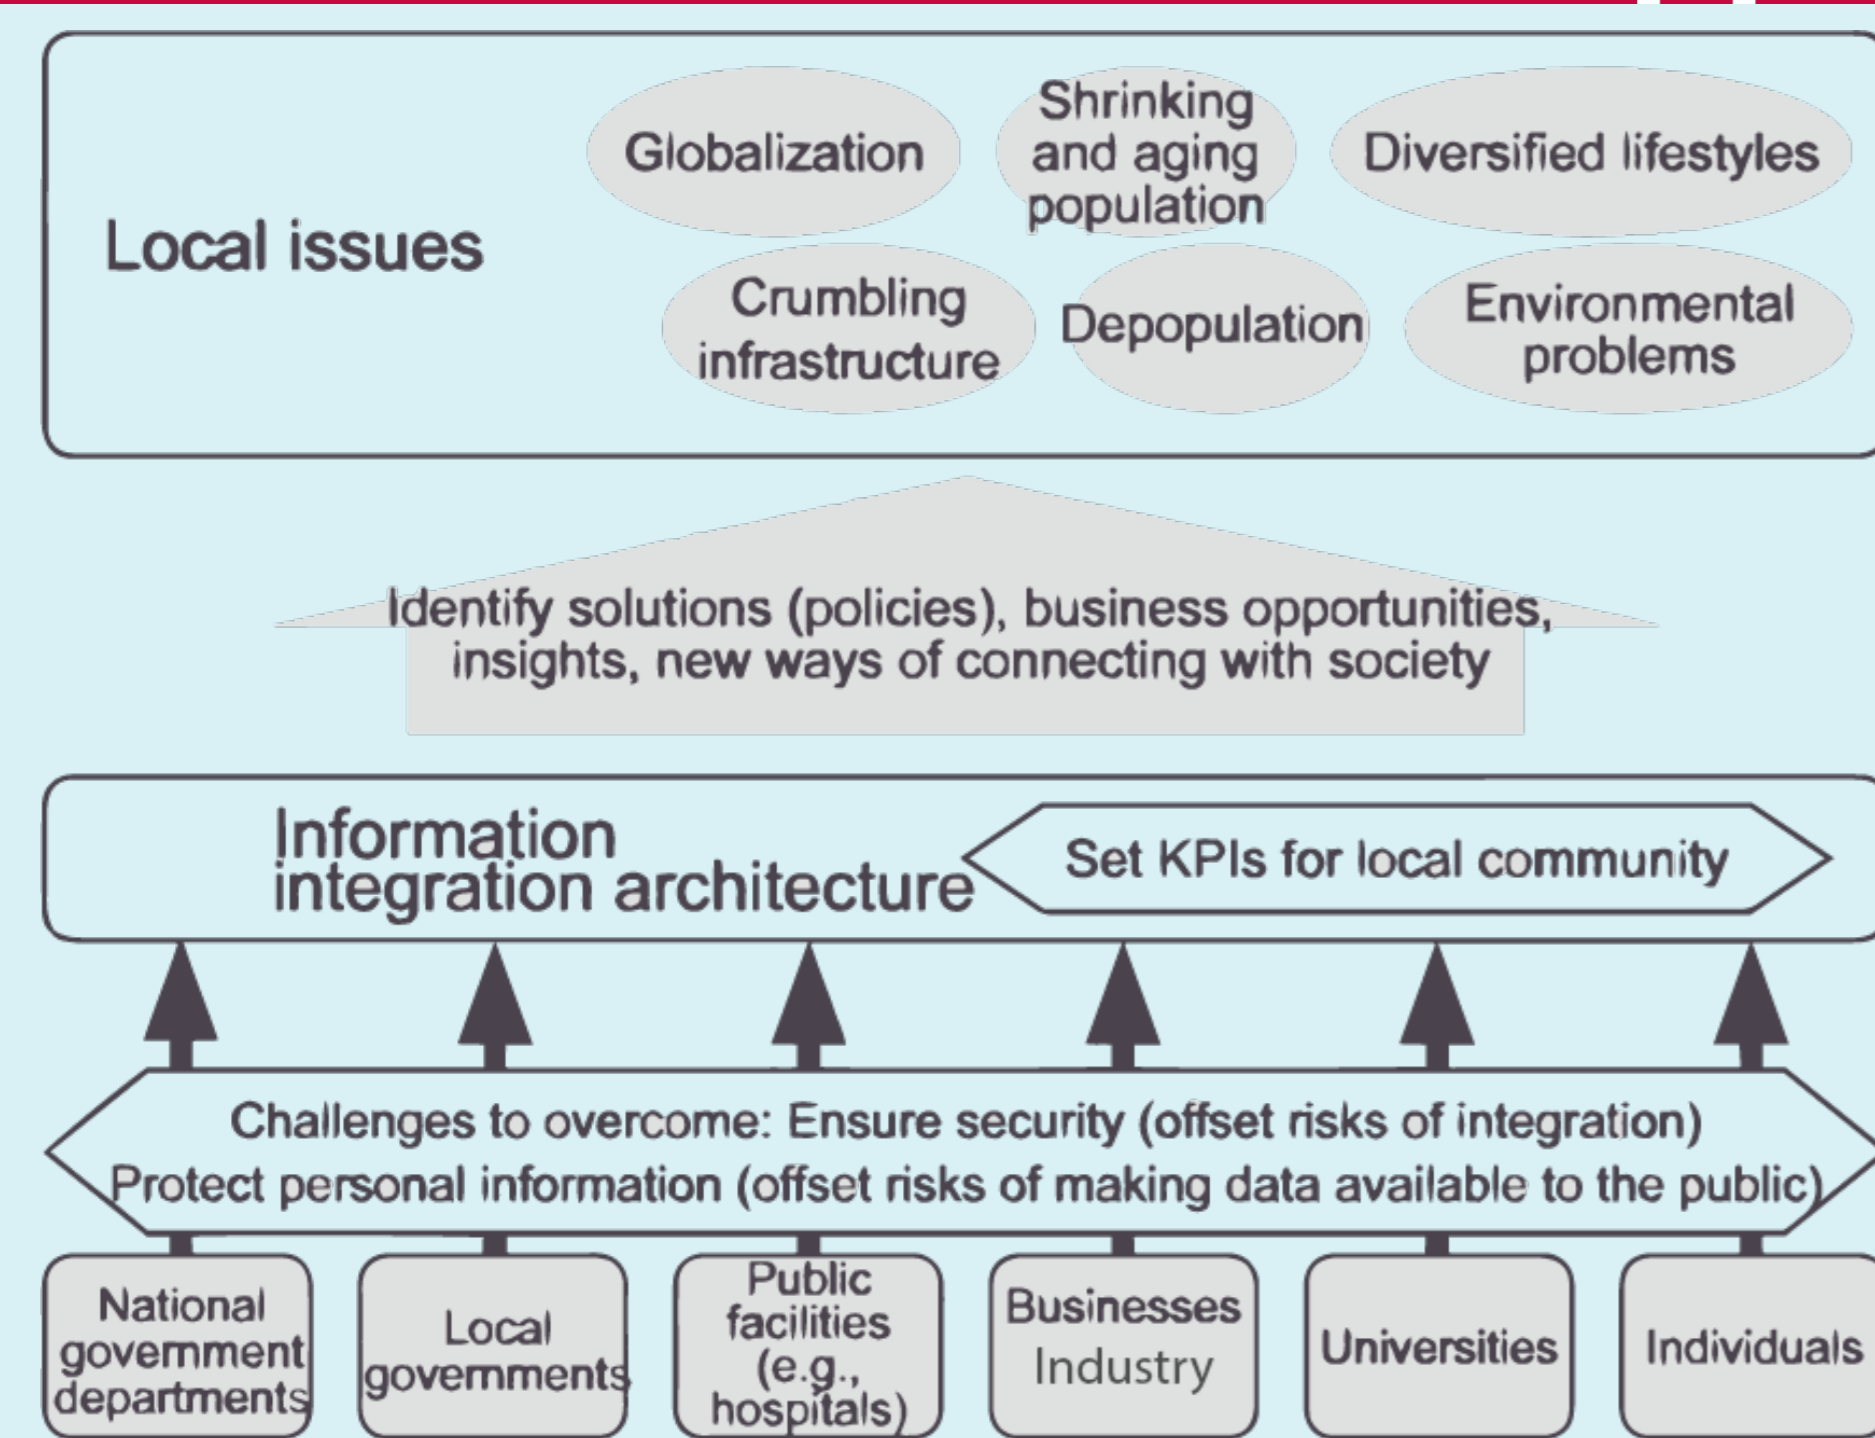 Local issues
Globalization
Shrinking
and aging
population
Diversified lifestyles
Crumbling
infrastructure
Depopulation
Environmental
problems
Identify solutions (policies), business opportunities,
insights, new ways of connecting with society
Information
integration architecture
Set KPIs for local community
Challenges to overcome: Ensure security (offset risks of integration)
Protect personal information (offset risks of making data available to the public)
National
government
departments
Local
governments
Public
facilities
(e.g.,
hospitals)
Businesses
Industry
Universities
Individuals